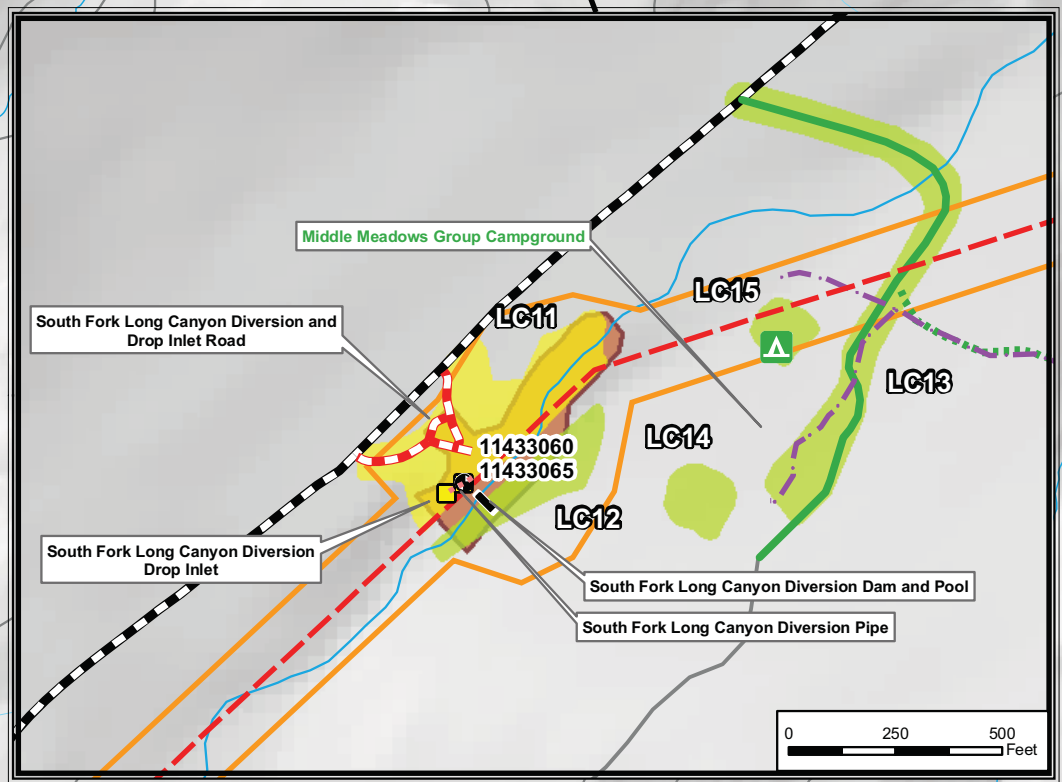 Middle Meadows Group Campground
LC15
LC11
South Fork Long Canyon Diversion and
Drop Inlet Road
LC13
LC14
11433060
11433065
LC12
South Fork Long Canyon Diversion
Drop Inlet
South Fork Long Canyon Diversion Dam and Pool
South Fork Long Canyon Diversion Pipe
0 250 500
Feet